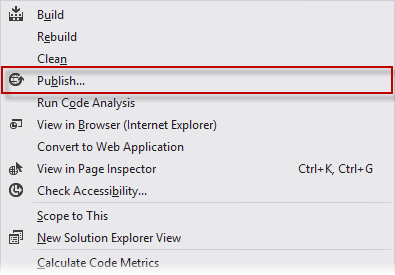 Build
Rebuild
Clean
Publish...
Run Code Analysis
View in Browser (Internet Explorer)
Convert to Web Application
View in Page Inspector Ctrl+K, Ctrl+G
Check Accessibility...
Scope to This
New Solution Explorer View
Calculate Code Metrics